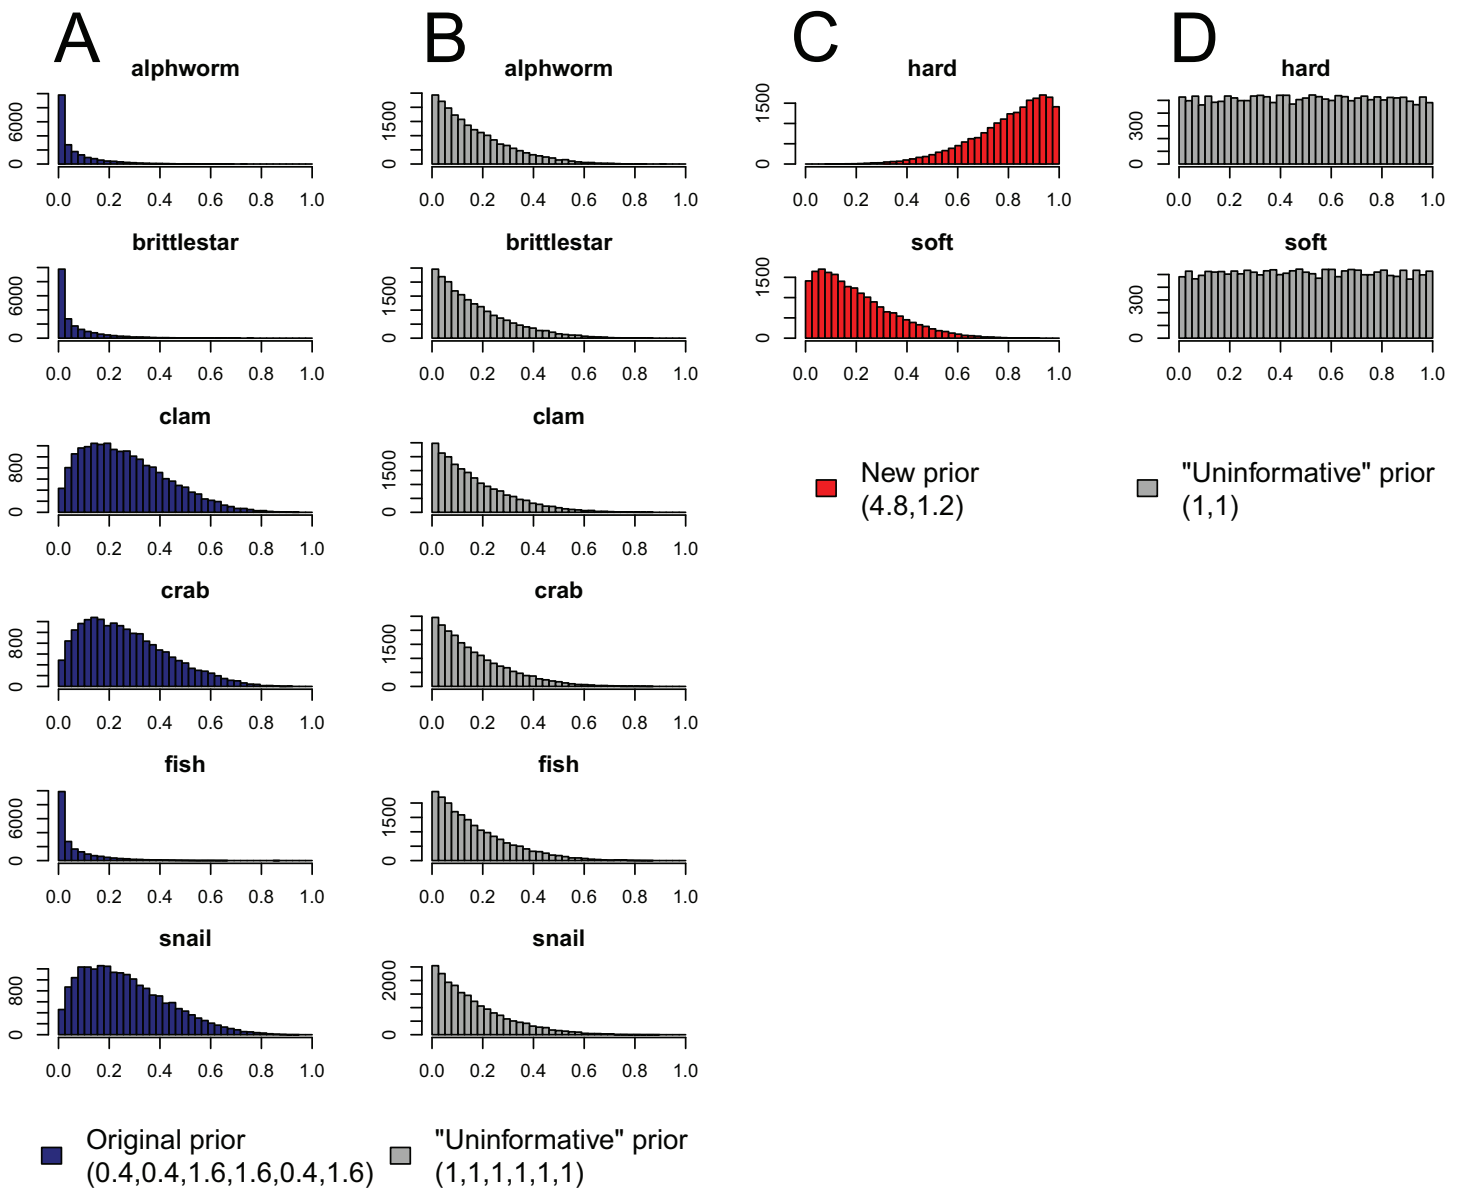 A
B
C
D
alphworm
0 6000
0.0 0.2 0.4 0.6 0.8 1.0
brittlestar
0 6000
0.0 0.2 0.4 0.6 0.8 1.0
clam
0 800
0.0 0.2 0.4 0.6 0.8 1.0
crab
0 800
0.0 0.2 0.4 0.6 0.8 1.0
fish
0 6000
0.0 0.2 0.4 0.6 0.8 1.0
snail
0 800
0.0 0.2 0.4 0.6 0.8 1.0
Original prior
(0.4,0.4,1.6,1.6,0.4,1.6)
alphworm
0 1500
0.0 0.2 0.4 0.6 0.8 1.0
brittlestar
0 1500
0.0 0.2 0.4 0.6 0.8 1.0
clam
0 1500
0.0 0.2 0.4 0.6 0.8 1.0
crab
0 1500
0.0 0.2 0.4 0.6 0.8 1.0
fish
0 1500
0.0 0.2 0.4 0.6 0.8 1.0
snail
0 2000
0.0 0.2 0.4 0.6 0.8 1.0
"Uninformative" prior
(1,1,1,1,1,1)
hard
0 1500
0.0 0.2 0.4 0.6 0.8 1.0
soft
0 1500
0.0 0.2 0.4 0.6 0.8 1.0
New prior
(4.8,1.2)
hard
0 300
0.0 0.2 0.4 0.6 0.8 1.0
soft
0 300
0.0 0.2 0.4 0.6 0.8 1.0
"Uninformative" prior
(1,1)